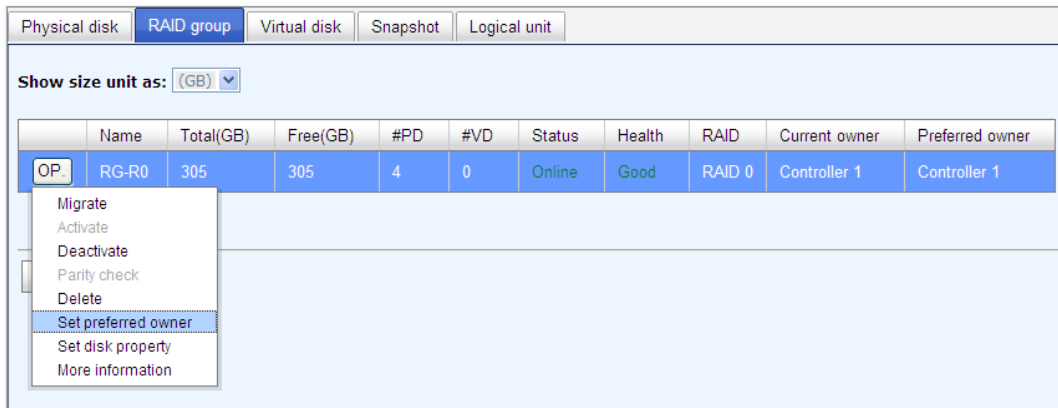 Physical disk RAID group Virtual disk Snapshot Logical unit
Show size unit as: (GB)
Name Total(GB) Free(GB) #PD #VD Status Health RAID Current owner Preferred owner
OP. RG-R0 305 305 4 0 Online Good RAID 0 Controller 1 Controller 1
Migrate
Activate
Deactivate
Parity check
Delete
Set preferred owner
Set disk property
More information